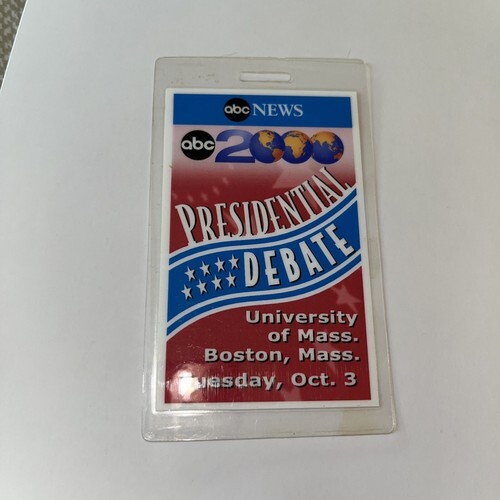 abc NEWS
abc 2000
PRESIDENTIAL
DEBATE
University
of Mass.
Boston, Mass.
Tuesday, Oct. 3